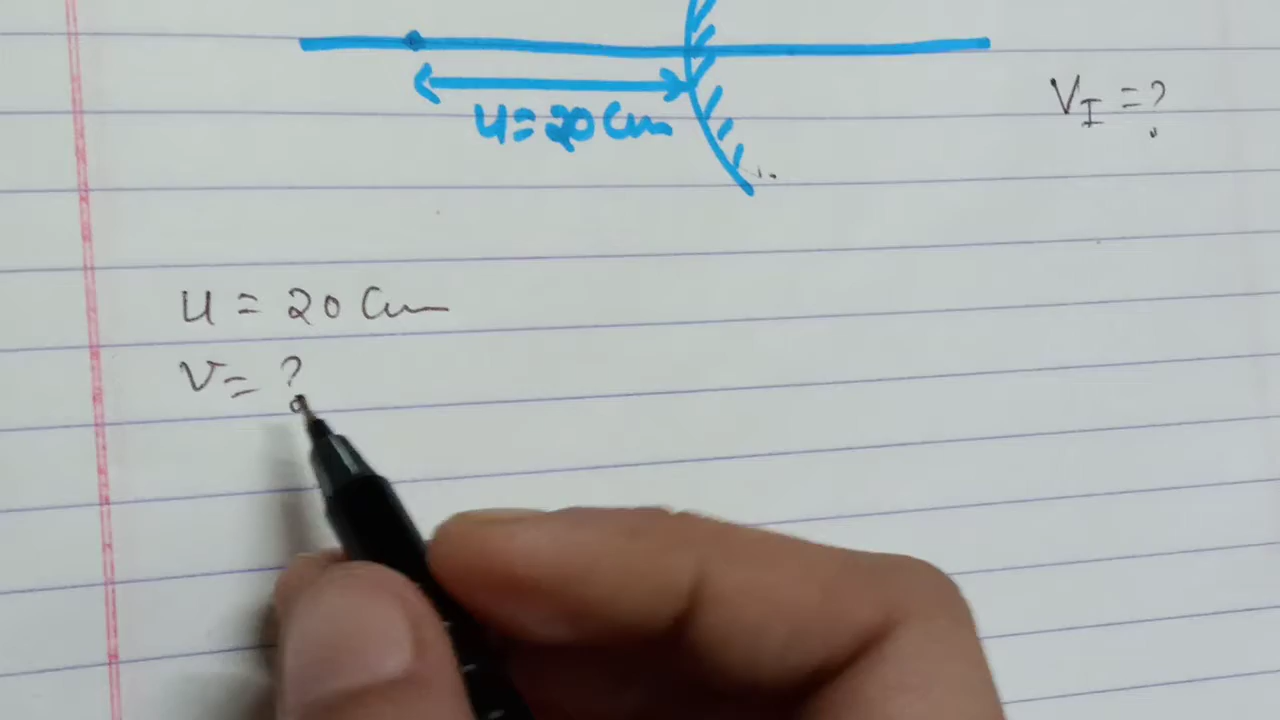 u = 20 Cm
V_I = ?
u = 20 Cm
v = ?